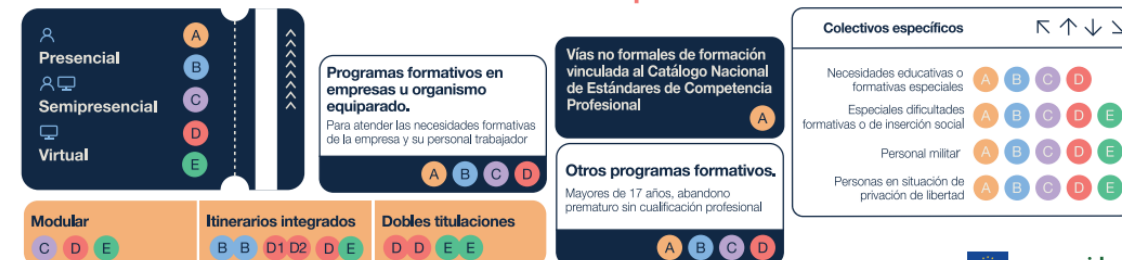 Presencial
Semipresencial
Virtual
A
B
C
D
E
Programas formativos en
empresas u organismo
equiparado.
Para atender las necesidades formativas
de la empresa y su personal trabajador
A B C D
Vías no formales de formación
vinculada al Catálogo Nacional
de Estándares de Competencia
Profesional
A
Otros programas formativos.
Mayores de 17 años, abandono
prematuro sin cualificación profesional
A B C D
Modular
C D E
Itinerarios integrados
B B D1 D2 D E
Dobles titulaciones
D D E E
Colectivos específicos
Necesidades educativas o
formativas especiales
A B C D
Especiales dificultades
formativas o de inserción social
A B C D E
Personal militar
A B C D E
Personas en situación de
privación de libertad
A B C D E